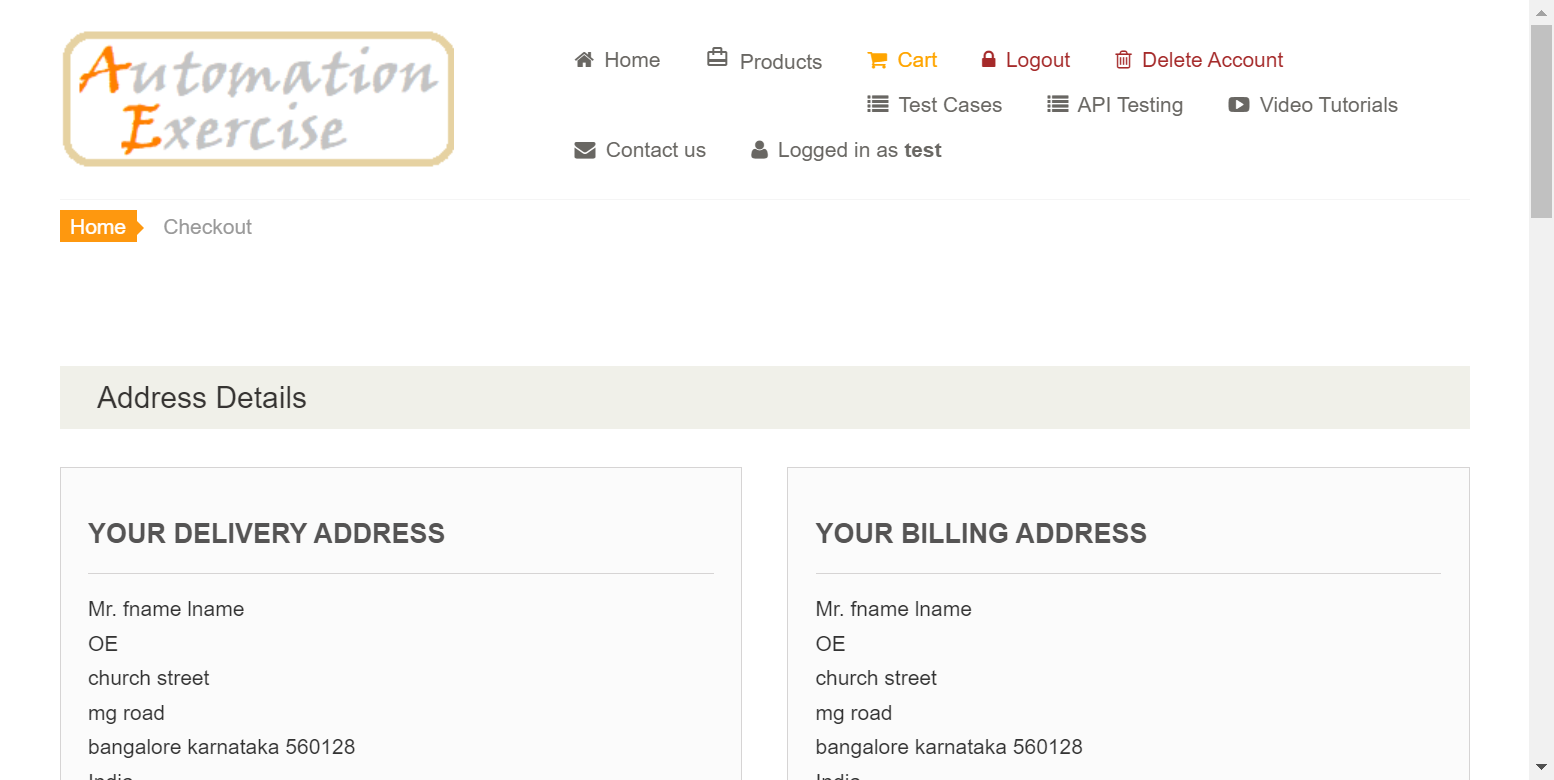 Automation
Exercise
Home Products Cart Logout Delete Account
Test Cases API Testing Video Tutorials
Contact us Logged in as test
Home Checkout
Address Details
YOUR DELIVERY ADDRESS
Mr. fname lname
OE
church street
mg road
bangalore karnataka 560128
India
YOUR BILLING ADDRESS
Mr. fname lname
OE
church street
mg road
bangalore karnataka 560128
India